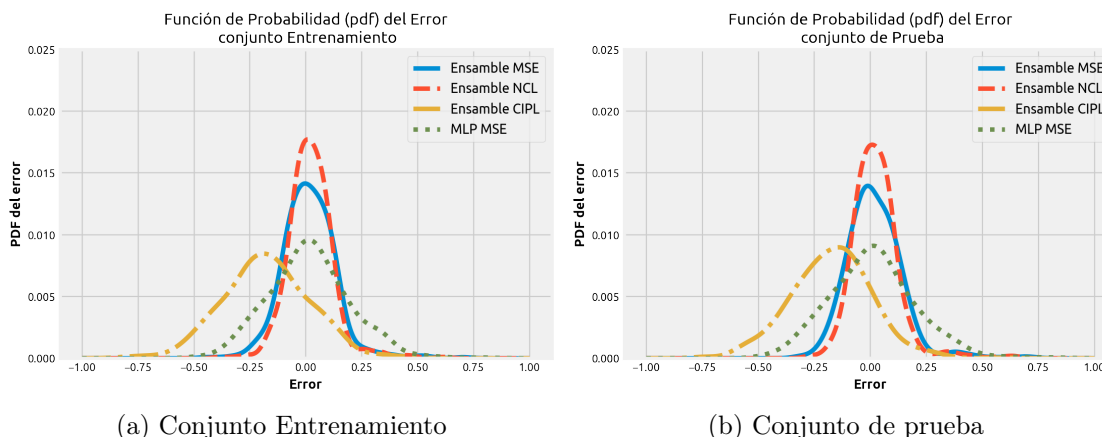 Función de Probabilidad (pdf) del Error
conjunto Entrenamiento
0.025
0.020
0.015
0.010
0.005
0.000
PDF del error
Ensamble MSE
Ensamble NCL
Ensamble CIPL
MLP MSE
−1.00 −0.75 −0.50 −0.25 0.00 0.25 0.50 0.75 1.00
Error
(a) Conjunto Entrenamiento
Función de Probabilidad (pdf) del Error
conjunto de Prueba
0.025
0.020
0.015
0.010
0.005
0.000
PDF del error
Ensamble MSE
Ensamble NCL
Ensamble CIPL
MLP MSE
−1.00 −0.75 −0.50 −0.25 0.00 0.25 0.50 0.75 1.00
Error
(b) Conjunto de prueba